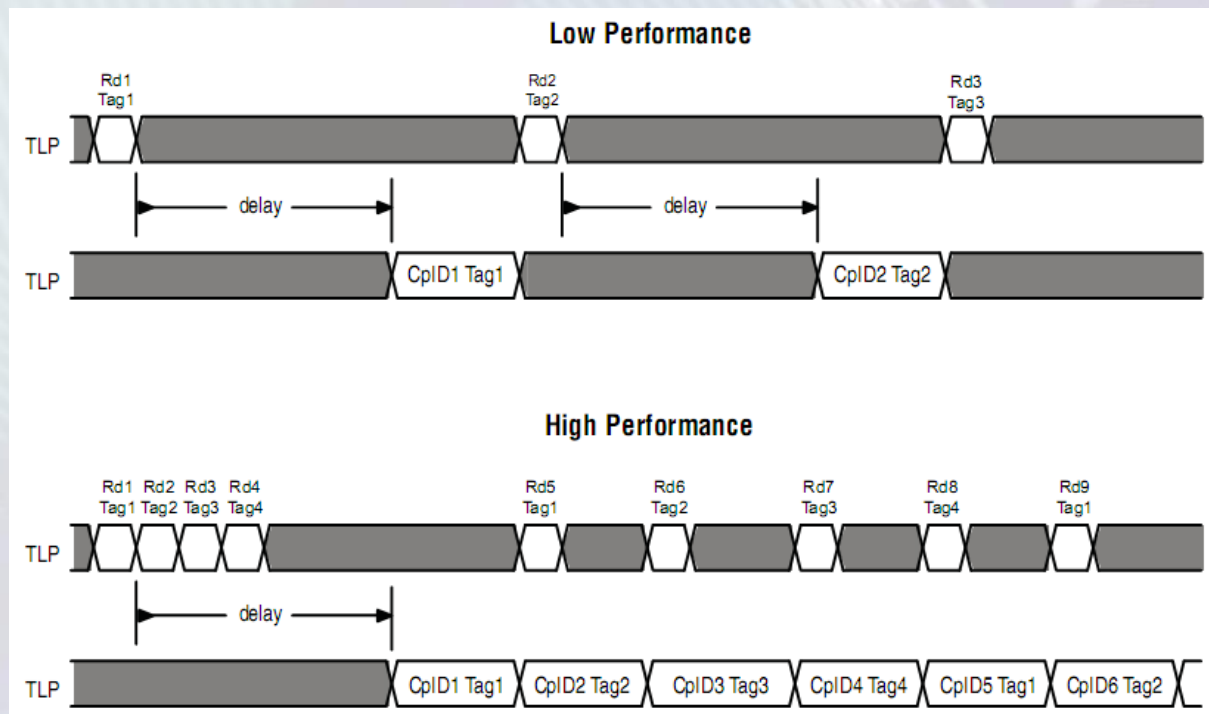 Low Performance
Rd1 Rd2 Rd3
Tag1 Tag2 Tag3
TLP
delay delay
TLP CplD1 Tag1 CplD2 Tag2
High Performance
Rd1 Rd2 Rd3 Rd4 Rd5 Rd6 Rd7 Rd8 Rd9
Tag1 Tag2 Tag3 Tag4 Tag1 Tag2 Tag3 Tag4 Tag1
TLP
delay
TLP CplD1 Tag1 CplD2 Tag2 CplD3 Tag3 CplD4 Tag4 CplD5 Tag1 CplD6 Tag2